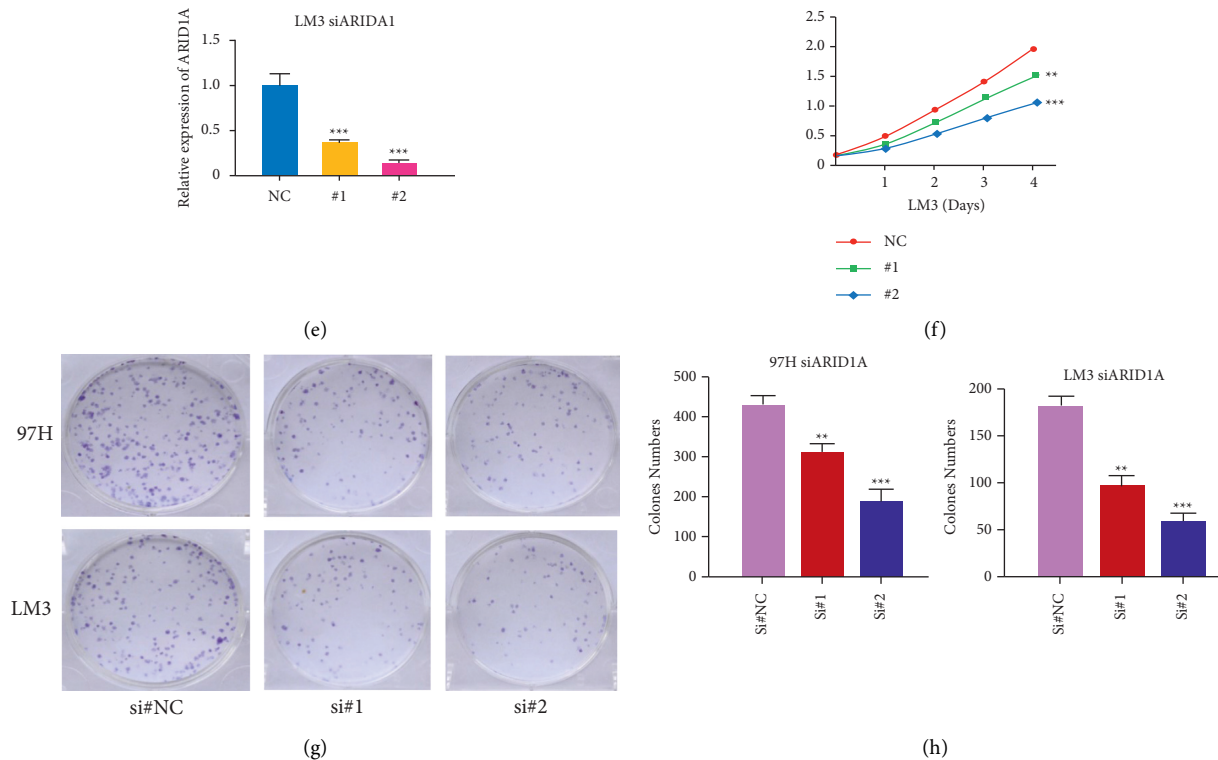 LM3 siARIDA1
Relative expression of ARID1A
1.5
1.0
0.5
0
***
***
NC
#1
#2
(e)
2.5
2.0
1.5
1.0
0.5
0
**
***
1
2
3
4
LM3 (Days)
NC
#1
#2
(f)
97H
LM3
si#NC
si#1
si#2
(g)
97H siARID1A
Colones Numbers
500
400
300
200
100
0
**
***
Si#NC
Si#1
Si#2
LM3 siARID1A
Colones Numbers
200
150
100
50
0
**
***
Si#NC
Si#1
Si#2
(h)